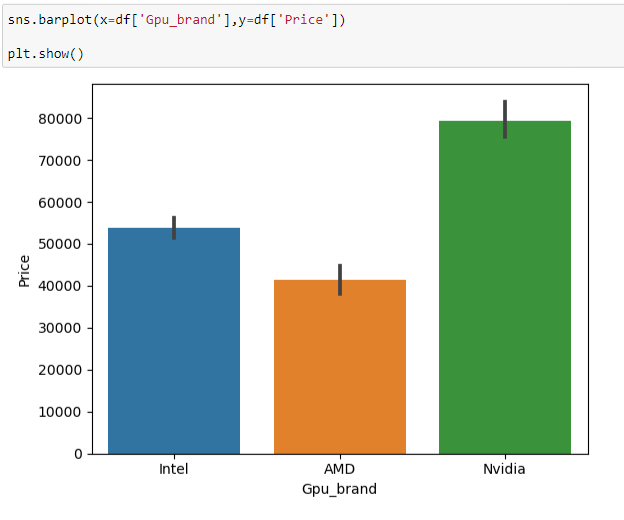 sns.barplot(x=df['Gpu_brand'],y=df['Price'])
plt.show()
80000
70000
60000
50000
40000
30000
20000
10000
0
Price
Intel AMD Nvidia
Gpu_brand